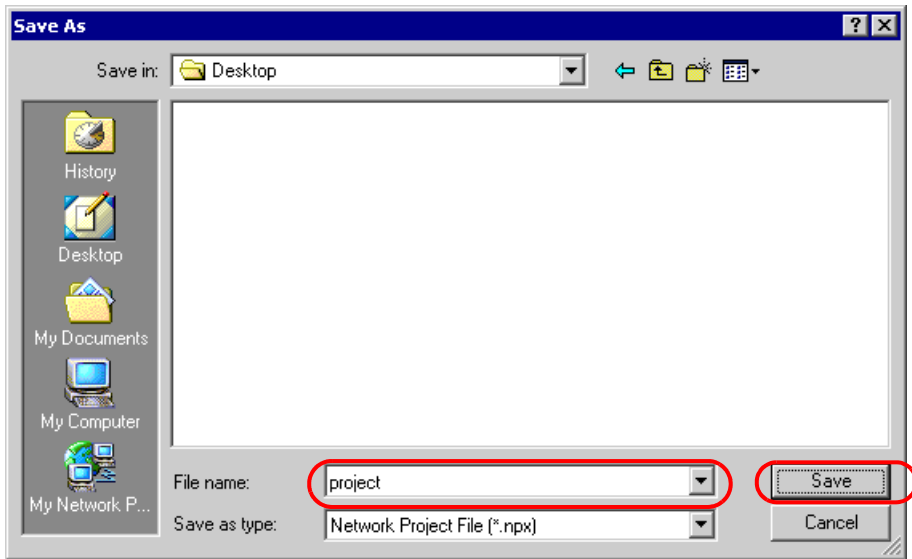 Save As
Save in: Desktop
History
Desktop
My Documents
My Computer
My Network P...
File name: project Save
Save as type: Network Project File (*.npx) Cancel